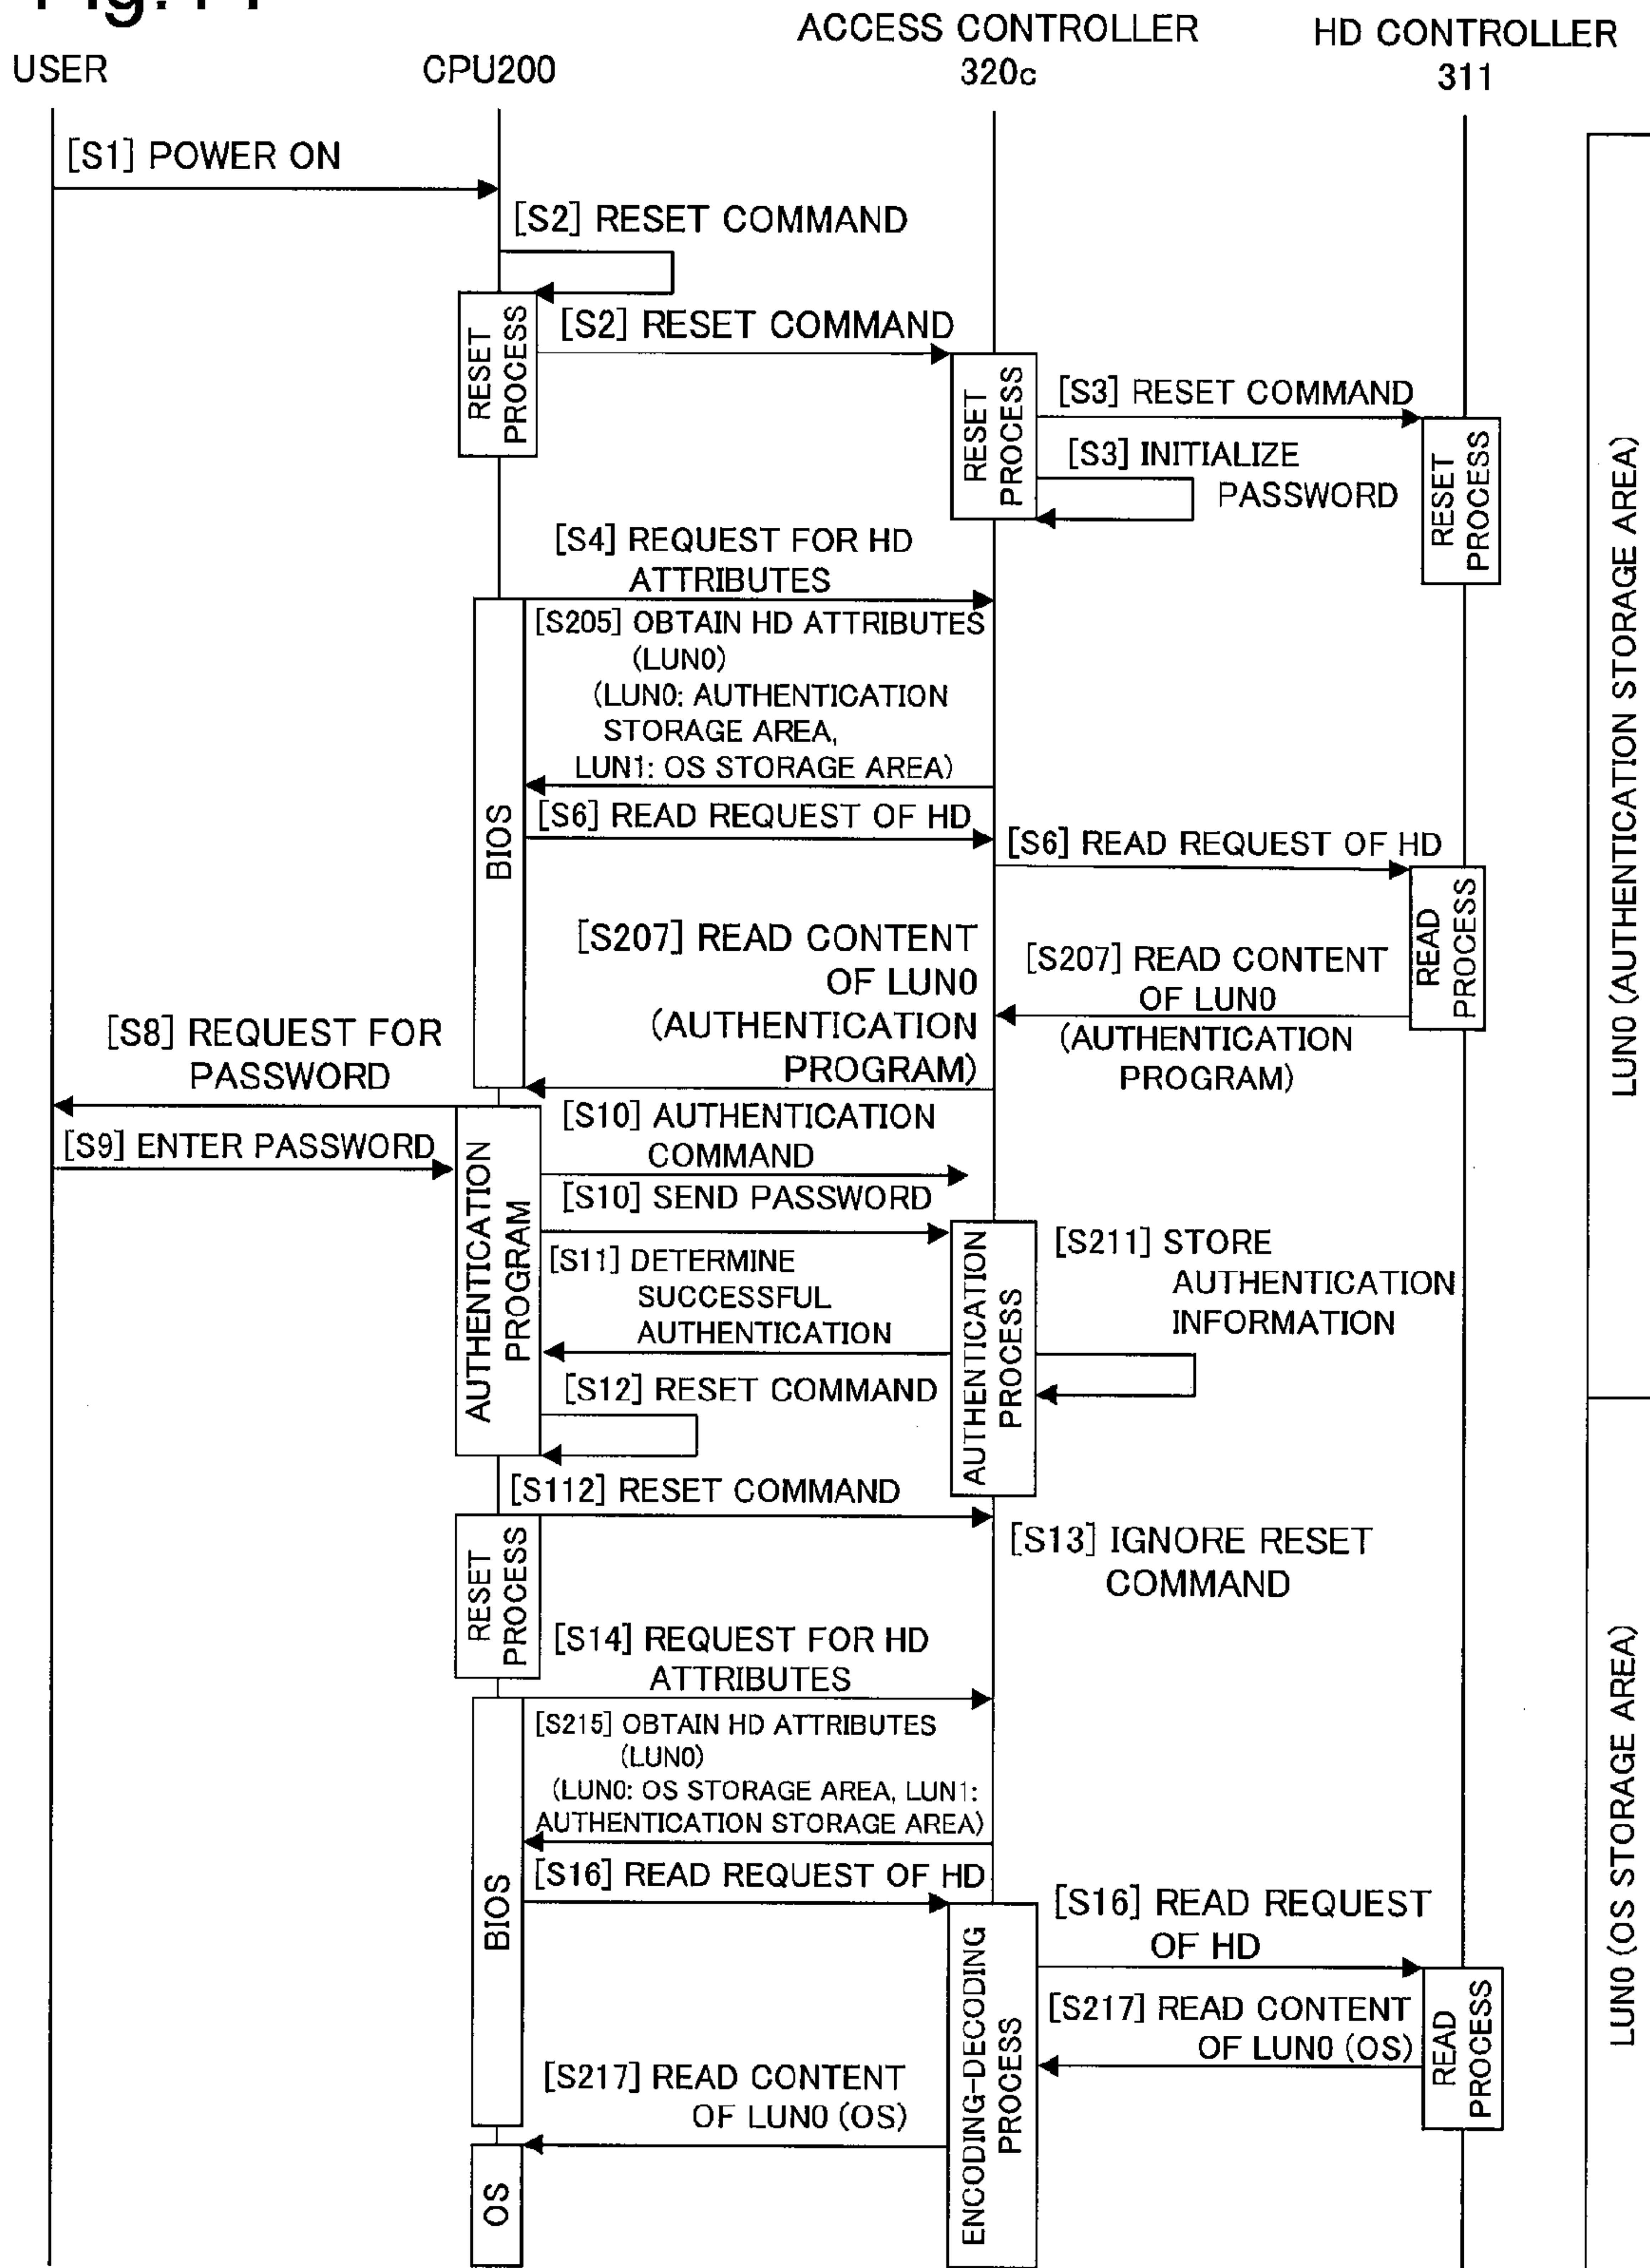 USER
CPU200
ACCESS CONTROLLER
320c
HD CONTROLLER
311
[S1] POWER ON
[S2] RESET COMMAND
RESET
PROCESS
[S2] RESET COMMAND
RESET
PROCESS
[S3] RESET COMMAND
[S3] INITIALIZE
PASSWORD
RESET
PROCESS
[S4] REQUEST FOR HD
ATTRIBUTES
[S205] OBTAIN HD ATTRIBUTES
(LUN0)
(LUN0: AUTHENTICATION
STORAGE AREA,
LUN1: OS STORAGE AREA)
BIOS
[S6] READ REQUEST OF HD
[S6] READ REQUEST OF HD
READ
PROCESS
[S207] READ CONTENT
OF LUN0
(AUTHENTICATION
PROGRAM)
[S207] READ CONTENT
OF LUN0
(AUTHENTICATION
PROGRAM)
LUN0 (AUTHENTICATION STORAGE AREA)
[S8] REQUEST FOR
PASSWORD
[S9] ENTER PASSWORD
AUTHENTICATION
PROGRAM
[S10] AUTHENTICATION
COMMAND
[S10] SEND PASSWORD
[S11] DETERMINE
SUCCESSFUL
AUTHENTICATION
AUTHENTICATION
PROCESS
[S211] STORE
AUTHENTICATION
INFORMATION
[S12] RESET COMMAND
[S112] RESET COMMAND
RESET
PROCESS
[S13] IGNORE RESET
COMMAND
[S14] REQUEST FOR HD
ATTRIBUTES
[S215] OBTAIN HD ATTRIBUTES
(LUN0)
(LUN0: OS STORAGE AREA, LUN1:
AUTHENTICATION STORAGE AREA)
BIOS
[S16] READ REQUEST OF HD
ENCODING-DECODING
PROCESS
[S16] READ REQUEST
OF HD
[S217] READ CONTENT
OF LUN0 (OS)
READ
PROCESS
[S217] READ CONTENT
OF LUN0 (OS)
OS
LUN0 (OS STORAGE AREA)